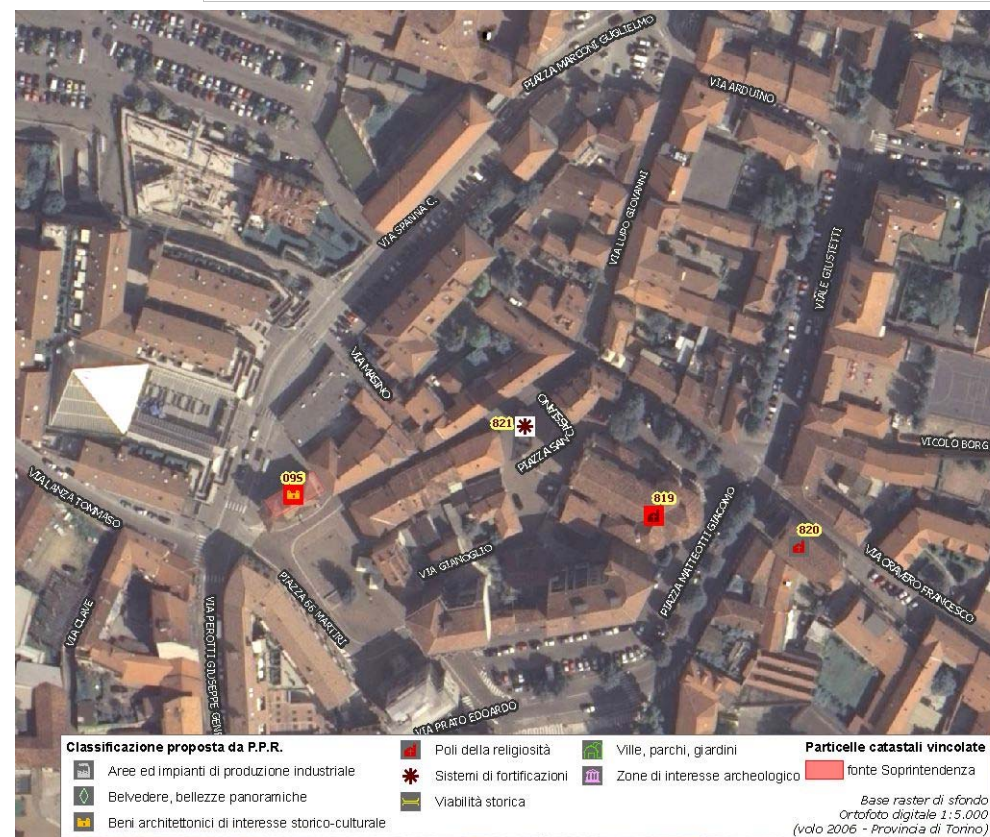 PIAZZA MARCONI GUGLIELMO
VIA ARDUINO
VIA SPANNA C.
VIA LUPO GIOVANNI
VIALE GIUSTETTI
VIA MASINO
821
PIAZZA SAN
CASSIANO
VICOLO BORG
095
VIA LANZA TOMMASO
819
820
PIAZZA MATTEOTTI GIACOMO
VIA GIANOGLIO
VIA CRAVERO FRANCESCO
PIAZZA 66 MARTIRI
VIA CLAVE
VIA PEROTTI GIUSEPPE GENE
VIA PRATO EDOARDO
Classificazione proposta da P.P.R.
Aree ed impianti di produzione industriale
Belvedere, bellezze panoramiche
Beni architettonici di interesse storico-culturale
Poli della religiosità
Sistemi di fortificazioni
Viabilità storica
Ville, parchi, giardini
Zone di interesse archeologico
Particelle catastali vincolate
fonte Soprintendenza
Base raster di sfondo
Ortofoto digitale 1:5.000
(volo 2006 - Provincia di Torino)